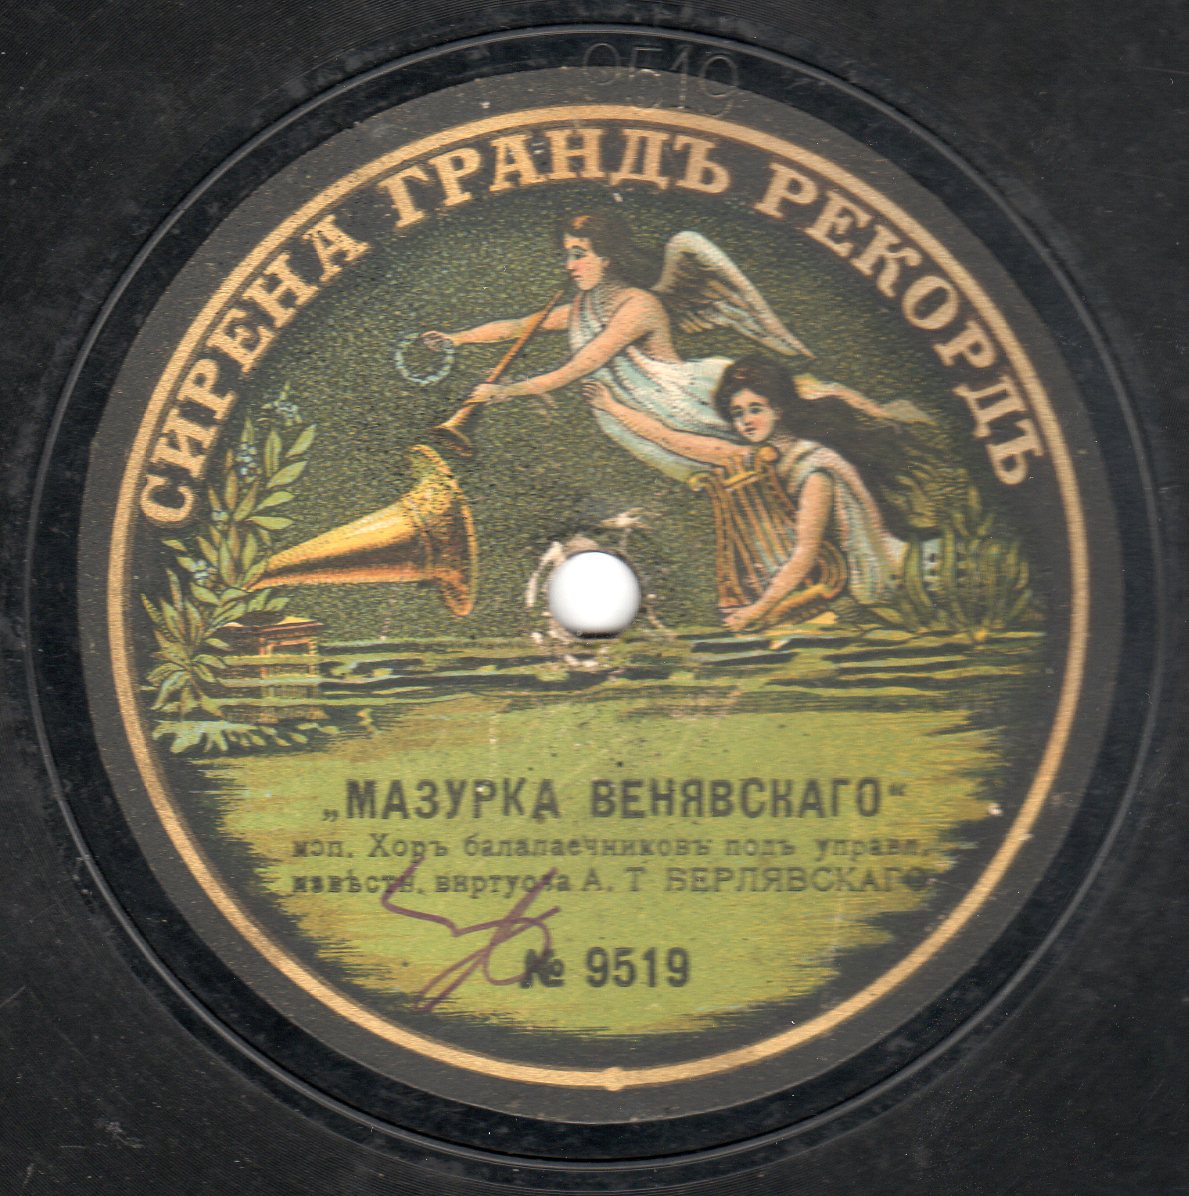 9519
СИРЕНА ГРАНДЪ РЕКОРДЪ
„МАЗУРКА ВЕНЯВСКАГО“
исп. Хоръ балалаечниковъ подъ управл.
извѣстн. виртуоза А. Т БЕРЛЯВСКАГО
№ 9519